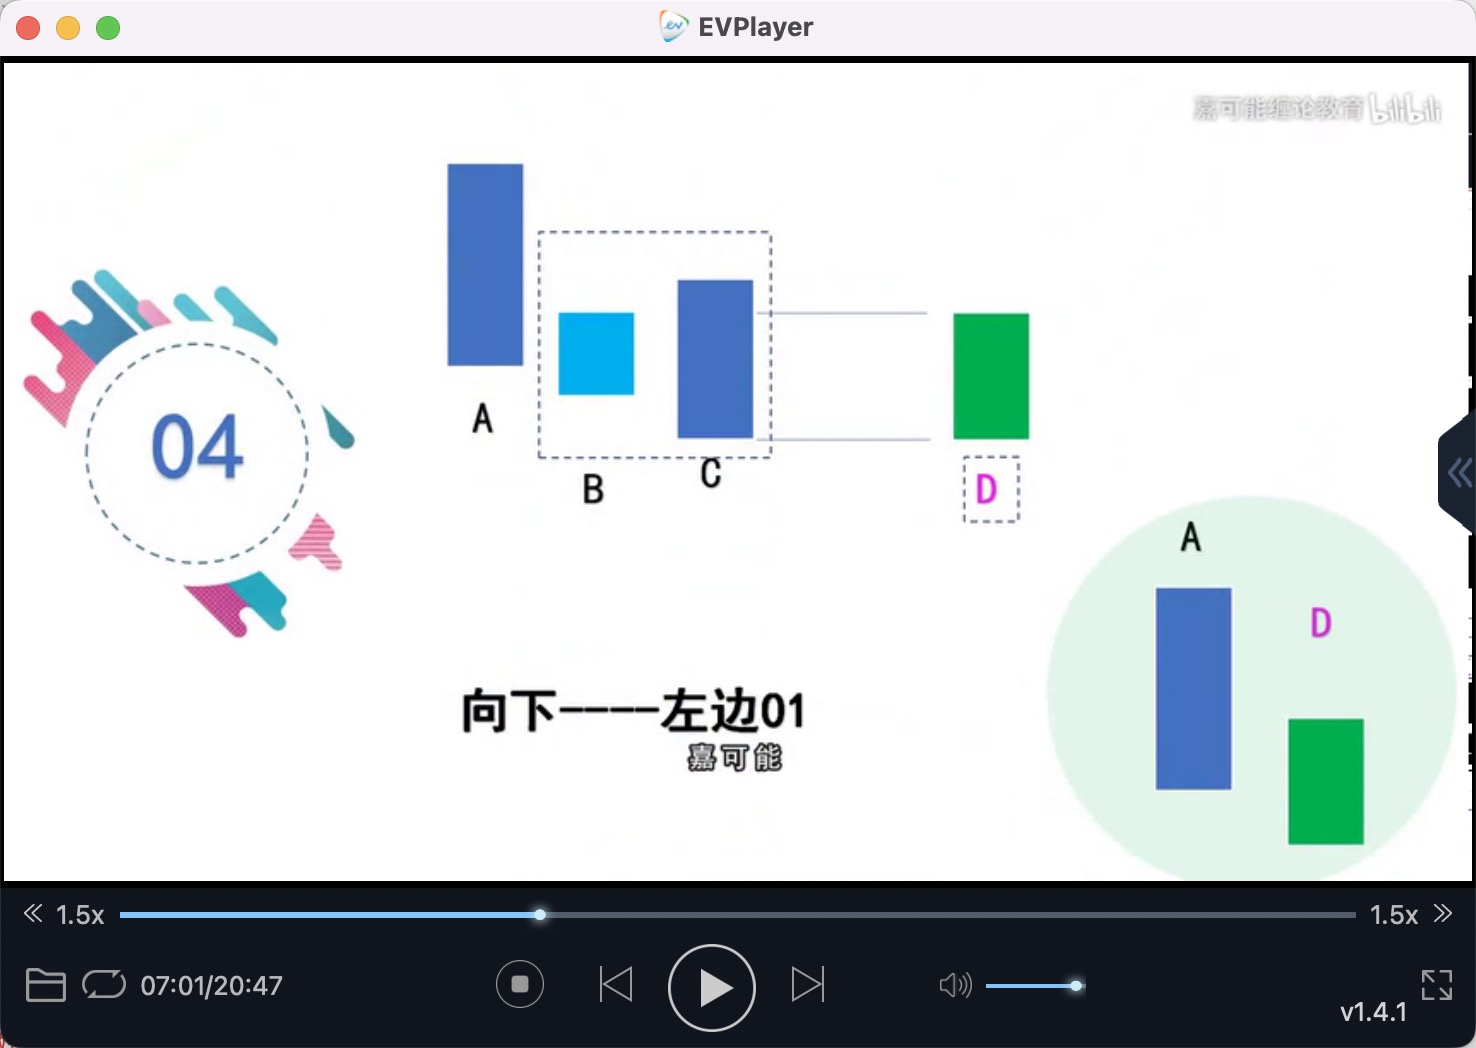 EVPlayer
嘉可能缠论教育 bilibili
04
A
B
C
D
A
D
向下----左边01
嘉可能
1.5x
1.5x
07:01/20:47
v1.4.1